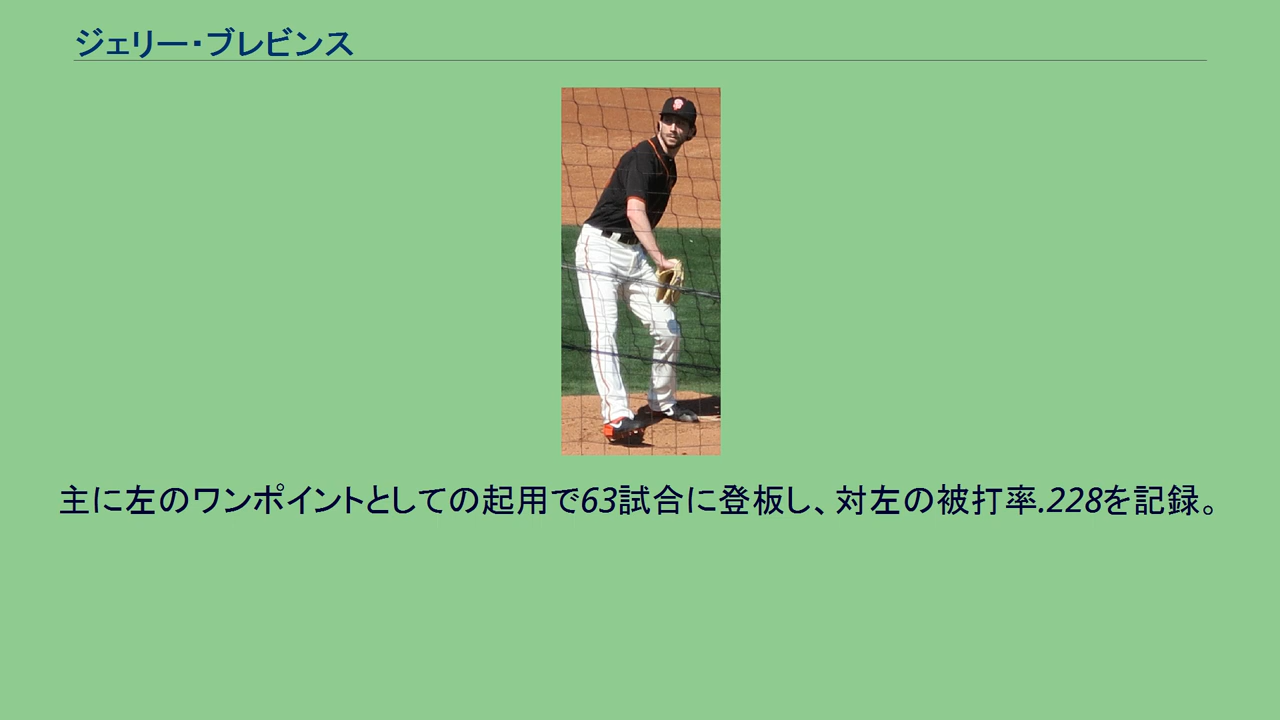 ジェリー・ブレビンス
主に左のワンポイントとしての起用で63試合に登板し、対左の被打率.228を記録。